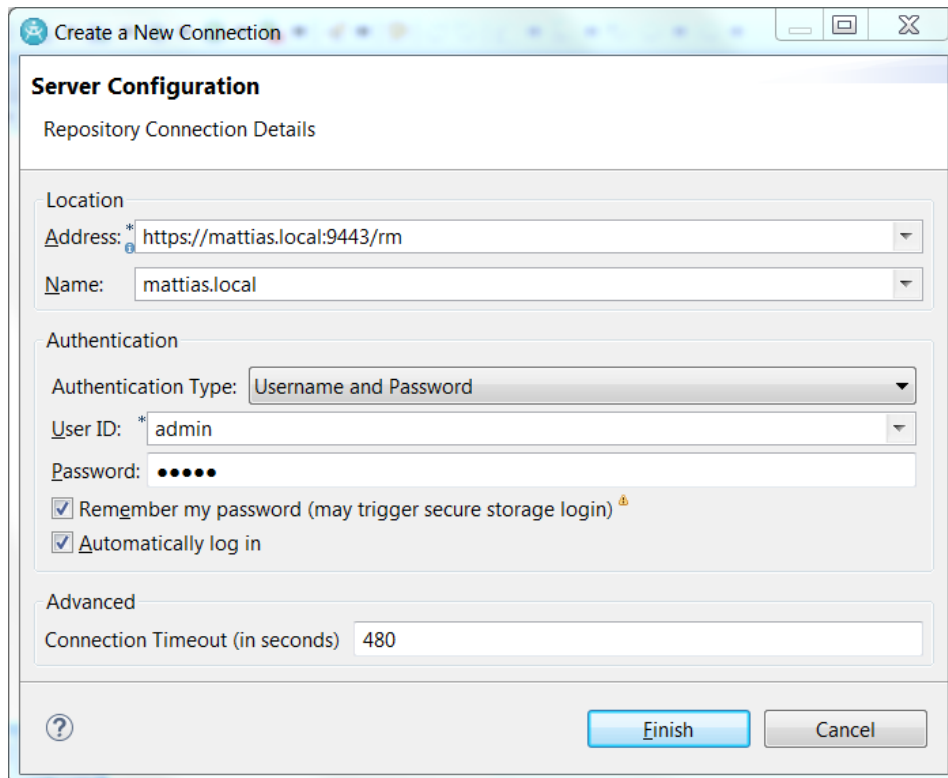 Create a New Connection
Server Configuration
Repository Connection Details
Location
Address: * https://mattias.local:9443/rm
Name: mattias.local
Authentication
Authentication Type: Username and Password
User ID: * admin
Password: ●●●●●
Remember my password (may trigger secure storage login)
Automatically log in
Advanced
Connection Timeout (in seconds) 480
? Finish Cancel